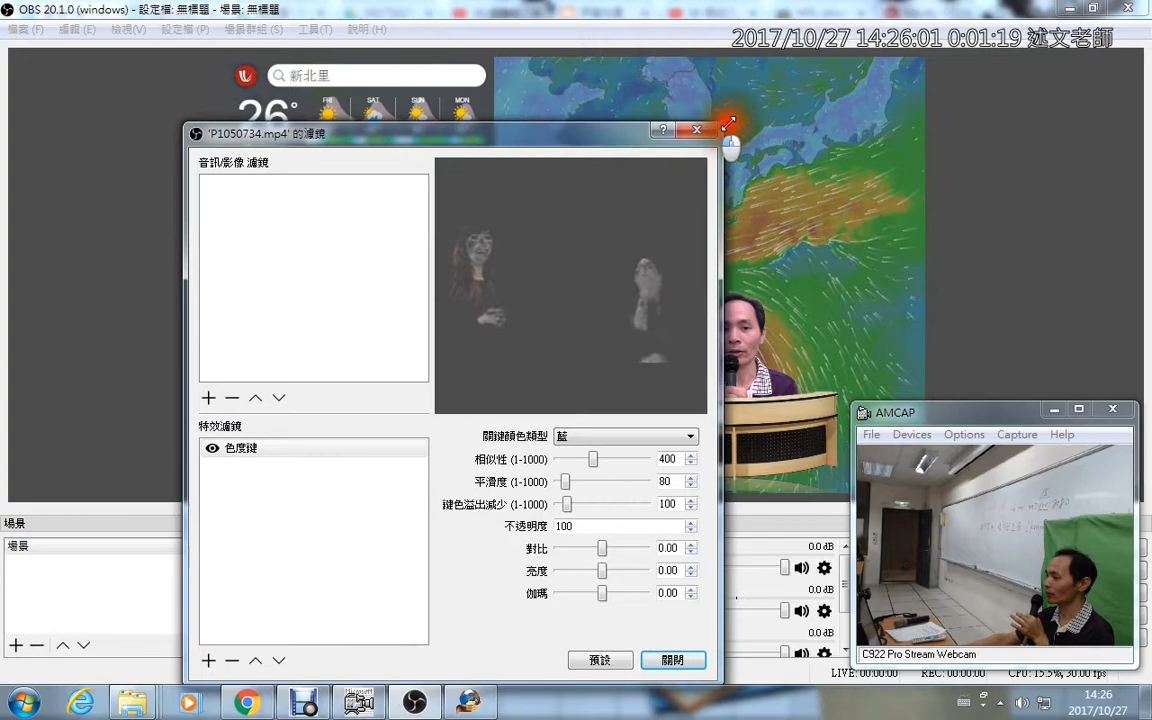 OBS 20.1.0 (windows) - 設定檔: 無標題 - 場景: 無標題
檔案 (F) 編輯 (E) 檢視(V) 設定檔 (P) 場景群組 (S) 工具(T) 說明 (H)
2017/10/27 14:26:01 0:01:19 述文老師
新北里
26°
FRI SAT SUN MON
'P1050734.mp4' 的濾鏡
音訊/影像 濾鏡
特效濾鏡
色度鍵
關鍵顏色類型 藍
相似性 (1-1000) 400
平滑度 (1-1000) 80
鍵色溢出減少 (1-1000) 100
不透明度 100
對比 0.00
亮度 0.00
伽瑪 0.00
預設 關閉
場景
場景
0.0 dB
0.0 dB
0.0 dB
AMCAP
File Devices Options Capture Help
C922 Pro Stream Webcam
LIVE: 00:00:00 REC: 00:00:00 CPU: 15.5%, 30.00 fps
14:26
2017/10/27